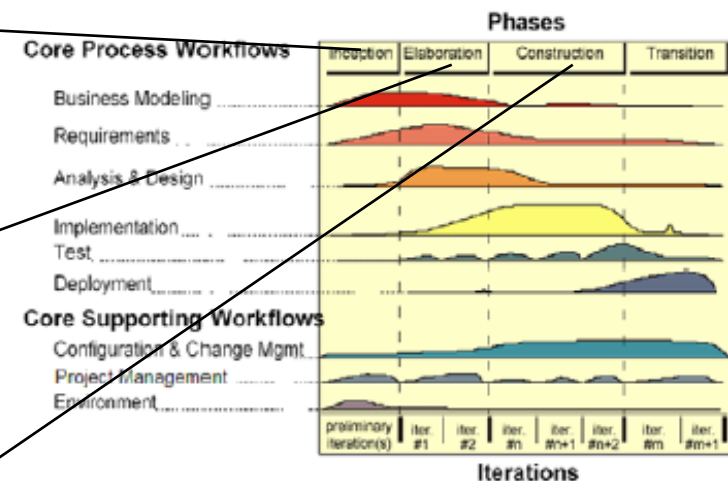 Phases
Core Process Workflows
Inception Elaboration Construction Transition
Business Modeling
Requirements
Analysis & Design
Implementation
Test
Deployment
Core Supporting Workflows
Configuration & Change Mgmt
Project Management
Environment
preliminary iteration(s)
iter. #1
iter. #2
iter. #n
iter. #n+1
iter. #n+2
iter. #m
iter. #m+1
Iterations